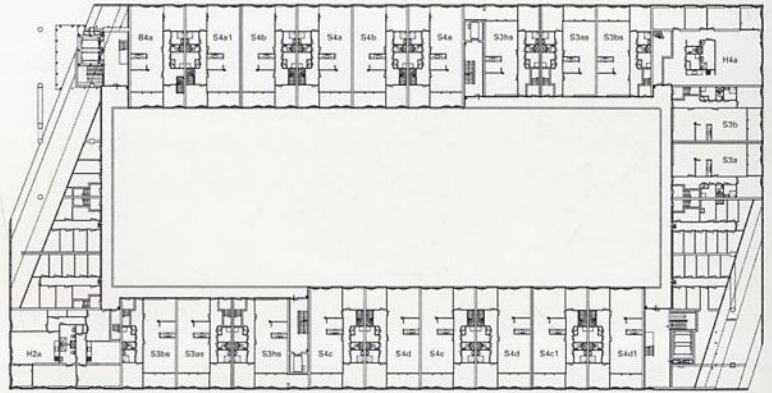 B4a S4a1 S4b S4a S4b S4a S3hs S3as S3bs
H4a
S3b
S3a
H2a S3bs S3as S3hs S4c S4d S4c S4d S4c1 S4d1